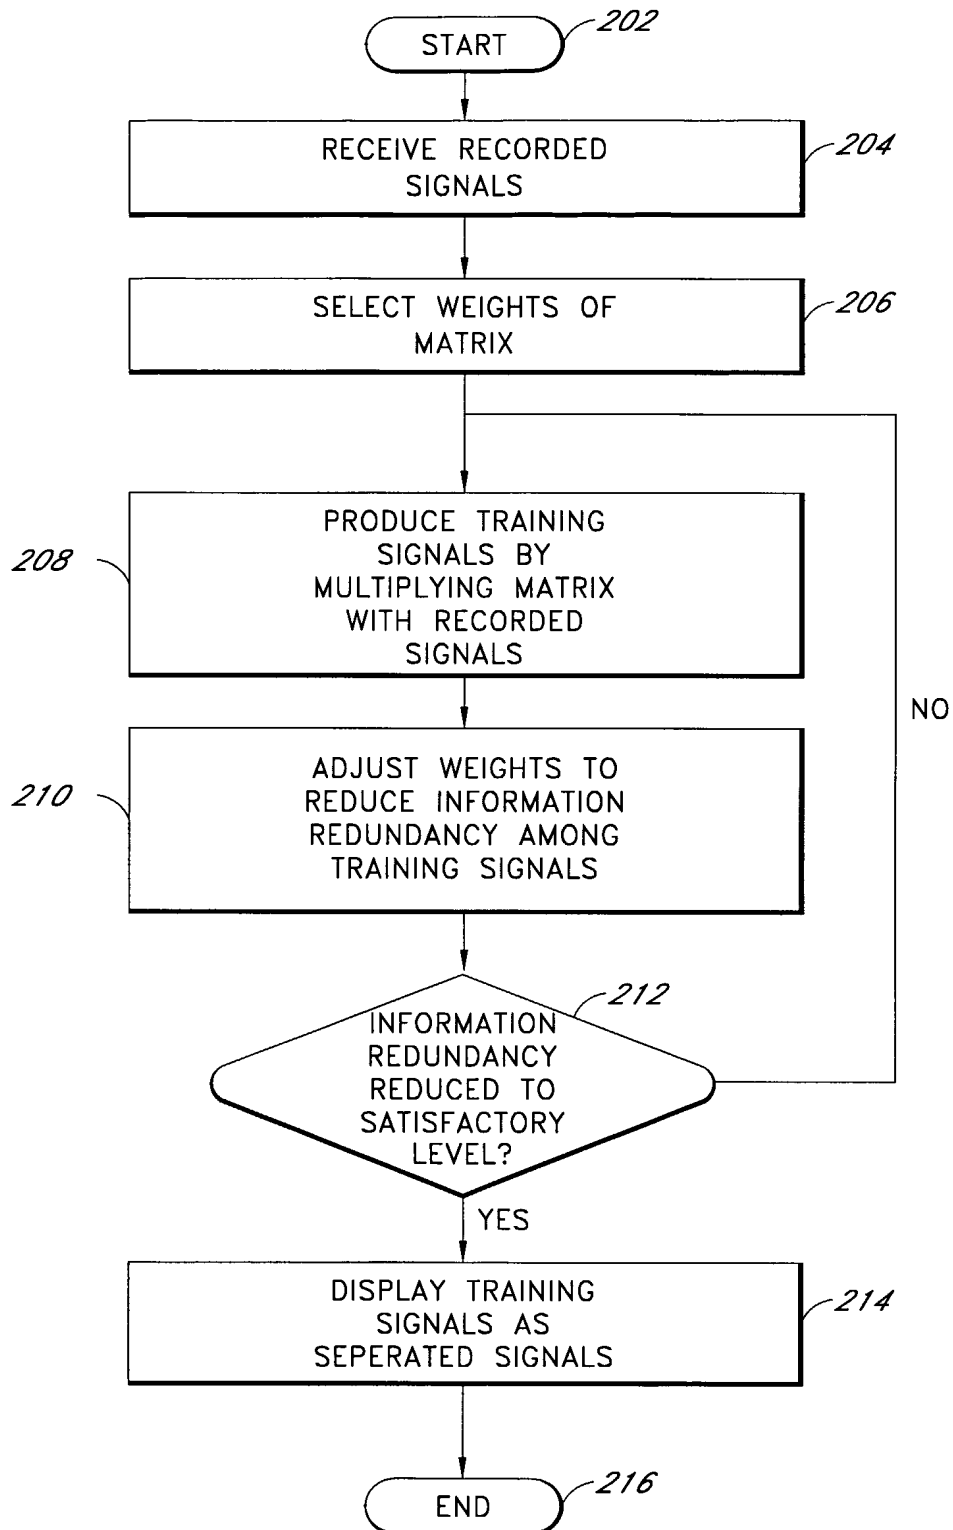 START
202
RECEIVE RECORDED
SIGNALS
204
SELECT WEIGHTS OF
MATRIX
206
PRODUCE TRAINING
SIGNALS BY
MULTIPLYING MATRIX
WITH RECORDED
SIGNALS
208
NO
ADJUST WEIGHTS TO
REDUCE INFORMATION
REDUNDANCY AMONG
TRAINING SIGNALS
210
212
INFORMATION
REDUNDANCY
REDUCED TO
SATISFACTORY
LEVEL?
YES
DISPLAY TRAINING
SIGNALS AS
SEPERATED SIGNALS
214
END
216